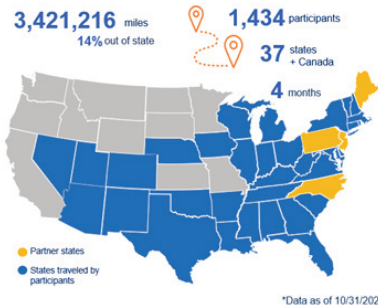 3,421,216 miles
14% out of state
1,434 participants
37 states
+ Canada
4 months
Partner states
States traveled by
participants
*Data as of 10/31/202